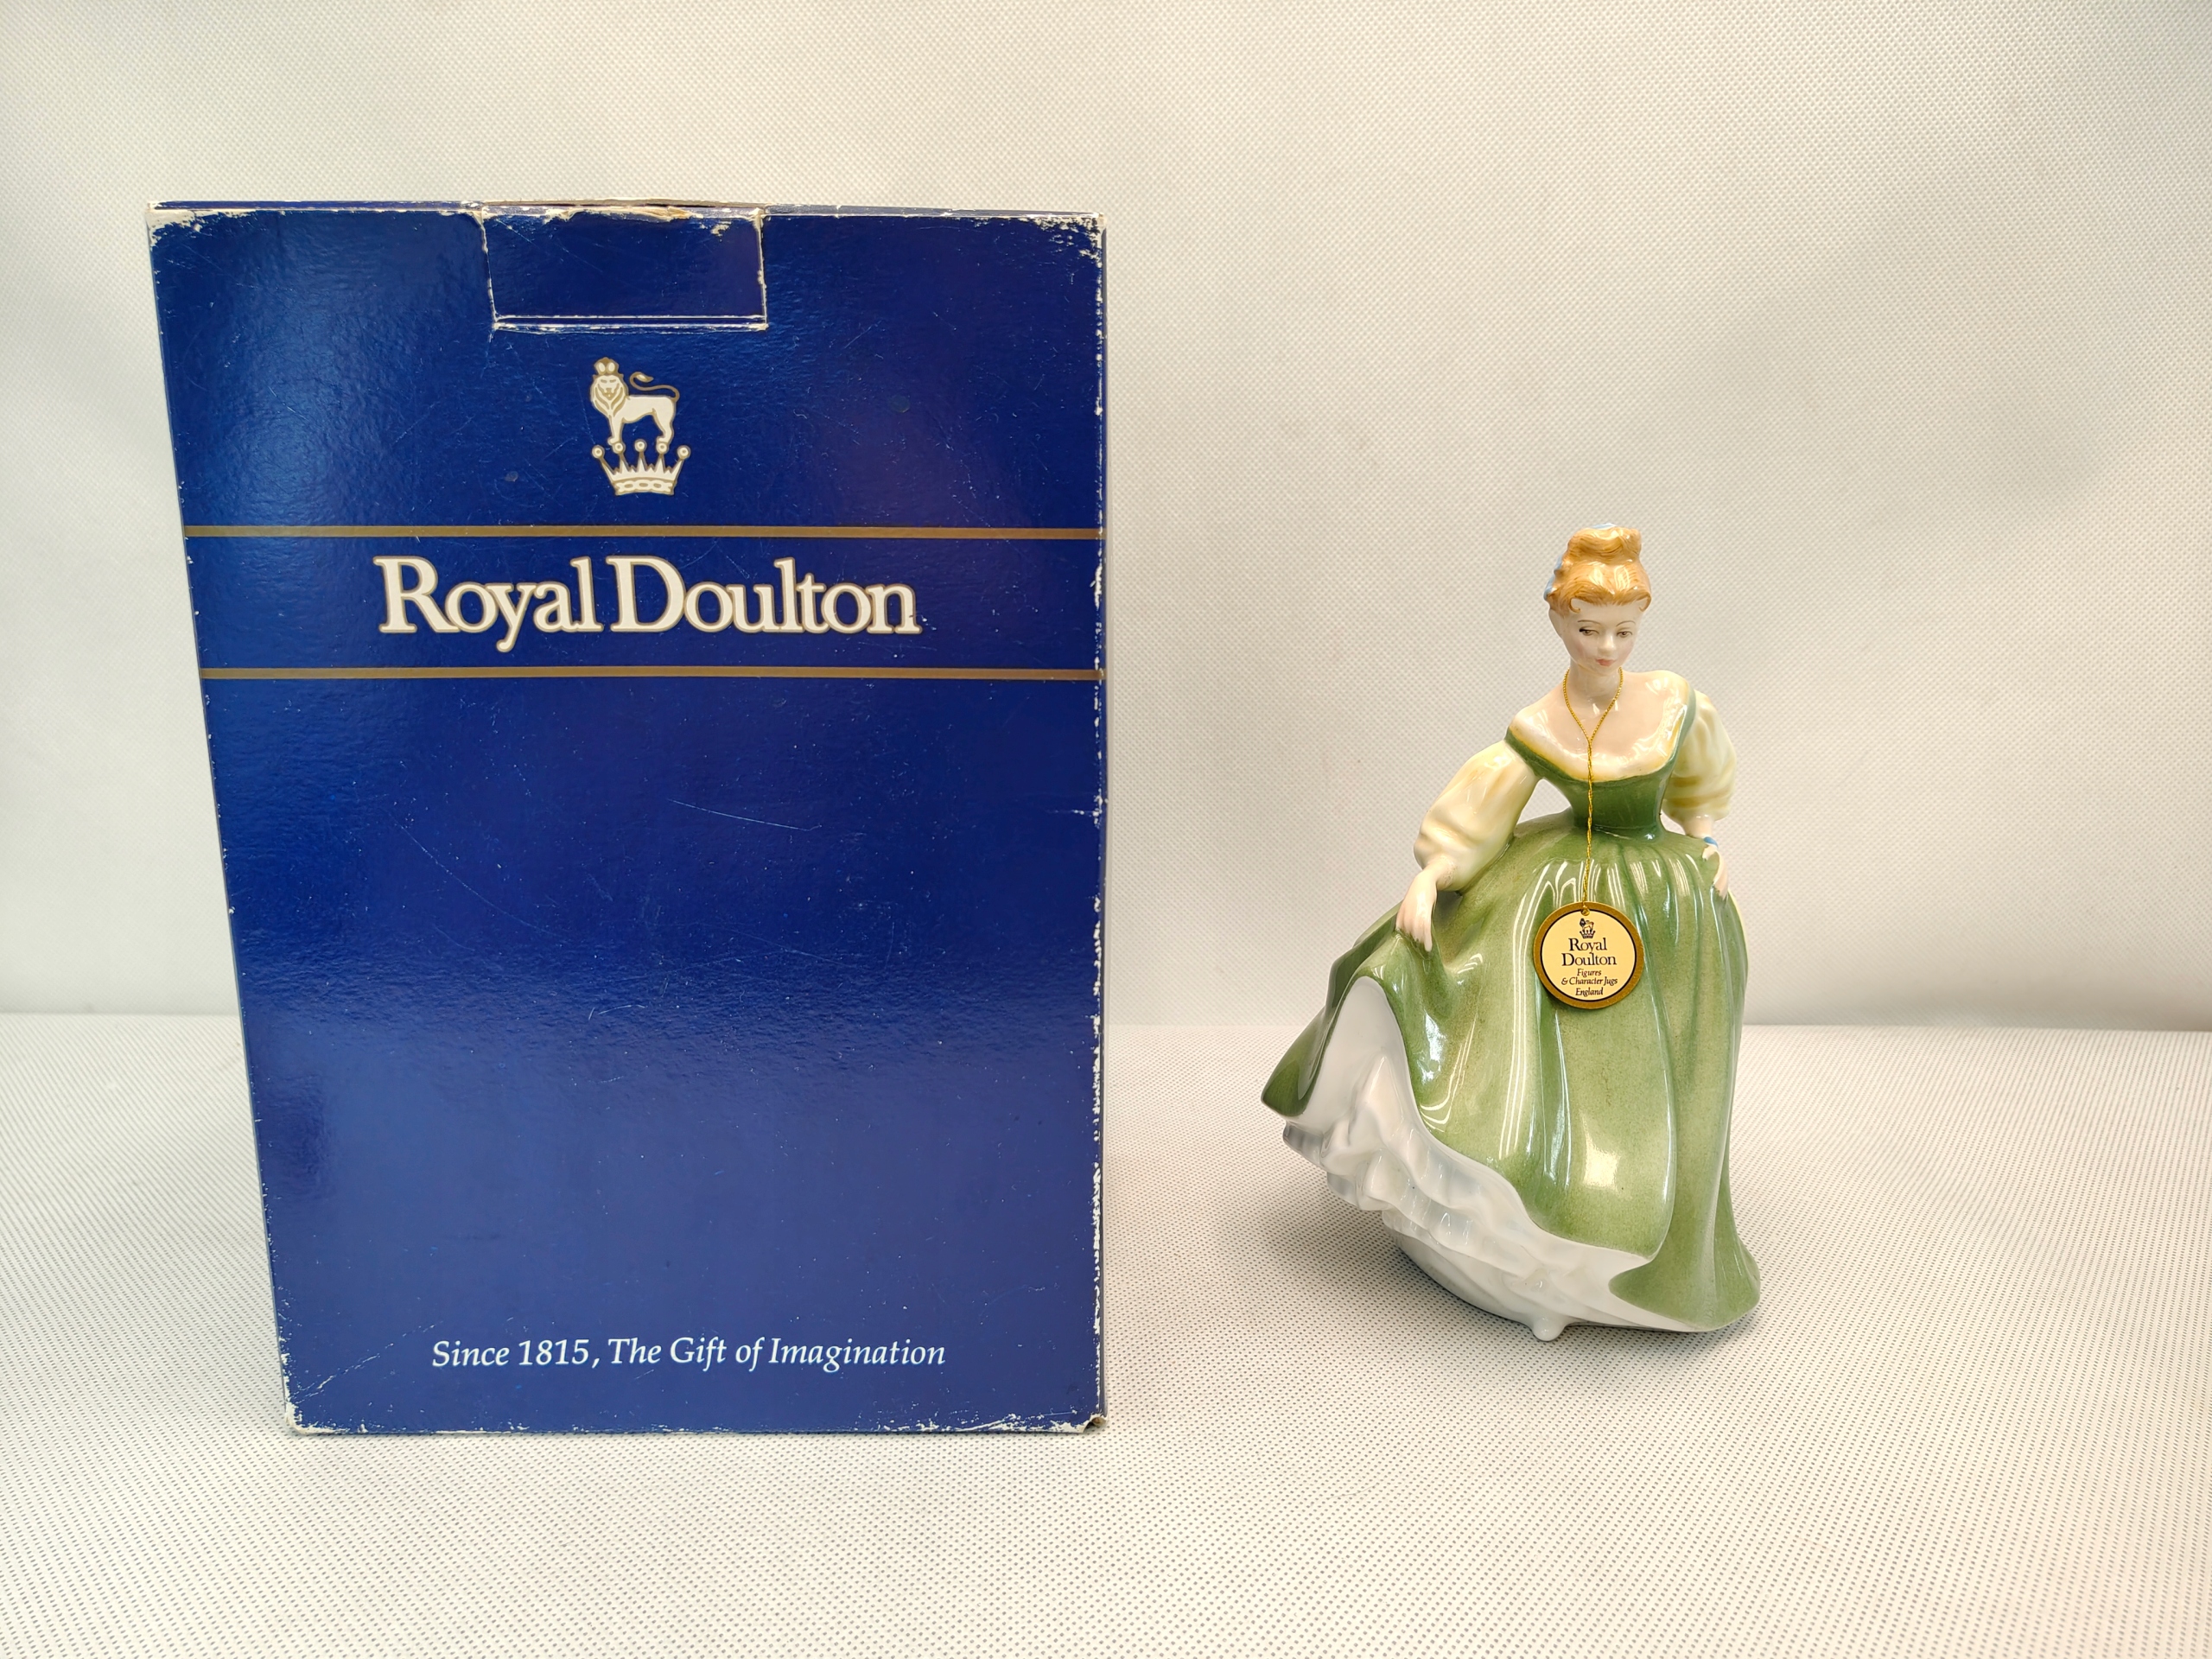 Royal Doulton
Since 1815, The Gift of Imagination
Royal
Doulton
Figures
& Character Jugs
England